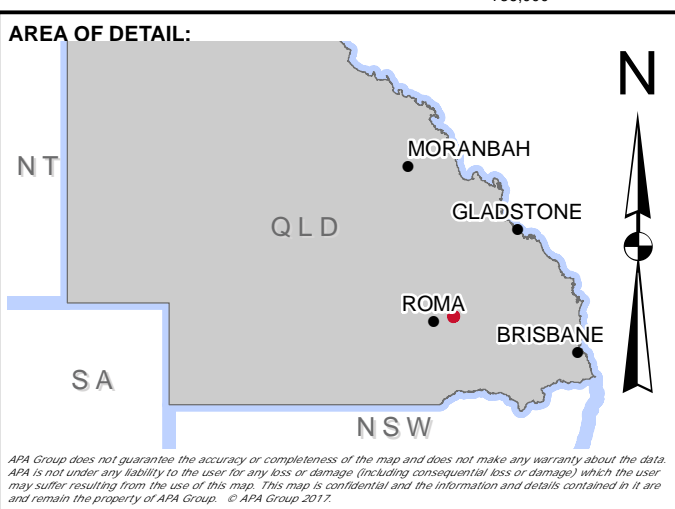 AREA OF DETAIL:
N
MORANBAH
NT
GLADSTONE
QLD
ROMA
BRISBANE
SA
NSW
APA Group does not guarantee the accuracy or completeness of the map and does not make any warranty about the data.
APA is not under any liability to the user for any loss or damage (including consequential loss or damage) which the user
may suffer resulting from the use of this map. This map is confidential and the information and details contained in it are
and remain the property of APA Group. © APA Group 2017.